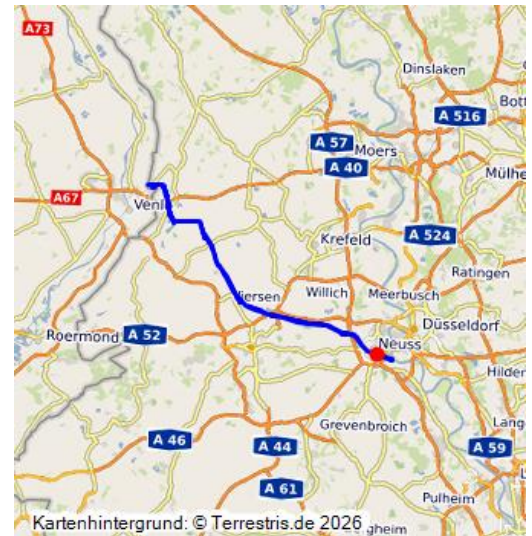 A73
Dinslaken
Bott
A 516
A 57
Moers
A 40
Mülhe
A67
Venl
Krefeld
A 524
Ratingen
iersen
Willich
Meerbusch
Düsseldorf
Roermond
A 52
Neuss
Hilden
Grevenbroich
Lang
A 46
A 44
A 59
A 61
L
Pulheim
gheim
Kartenhintergrund: © Terrestris.de 2026